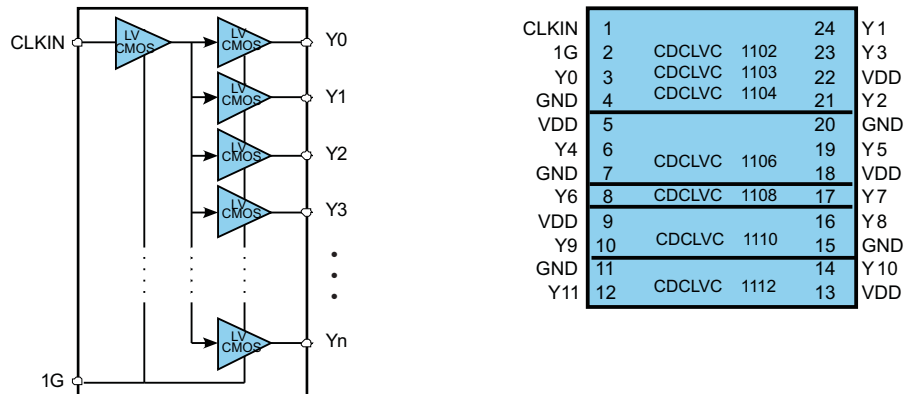 CLKIN
LV
CMOS
LV
CMOS
Y0
LV
CMOS
Y1
LV
CMOS
Y2
LV
CMOS
Y3
LV
CMOS
Yn
1G
CLKIN 1 24 Y1
1G 2 CDCLVC 1102 23 Y3
Y0 3 CDCLVC 1103 22 VDD
GND 4 CDCLVC 1104 21 Y2
VDD 5 20 GND
Y4 6 19 Y5
CDCLVC 1106
GND 7 18 VDD
Y6 8 CDCLVC 1108 17 Y7
VDD 9 16 Y8
CDCLVC 1110
Y9 10 15 GND
GND 11 14 Y10
Y11 12 CDCLVC 1112 13 VDD